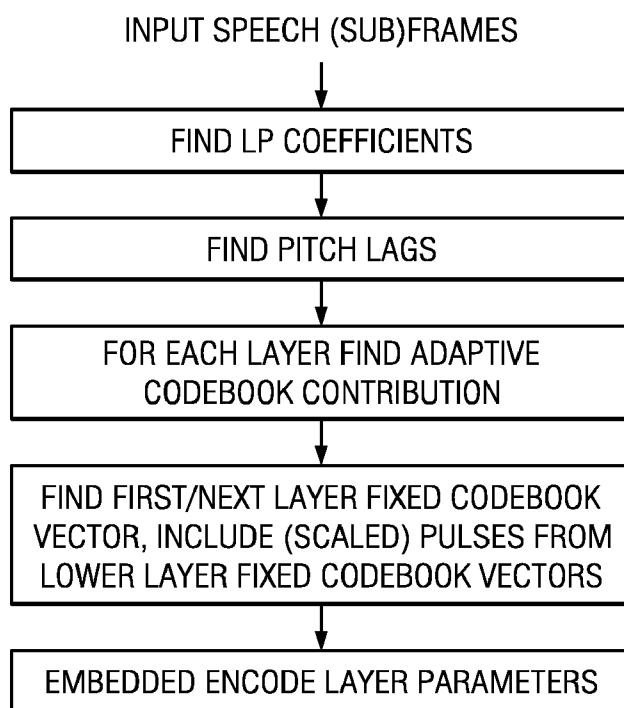 INPUT SPEECH (SUB)FRAMES
FIND LP COEFFICIENTS
FIND PITCH LAGS
FOR EACH LAYER FIND ADAPTIVE
CODEBOOK CONTRIBUTION
FIND FIRST/NEXT LAYER FIXED CODEBOOK
VECTOR, INCLUDE (SCALED) PULSES FROM
LOWER LAYER FIXED CODEBOOK VECTORS
EMBEDDED ENCODE LAYER PARAMETERS